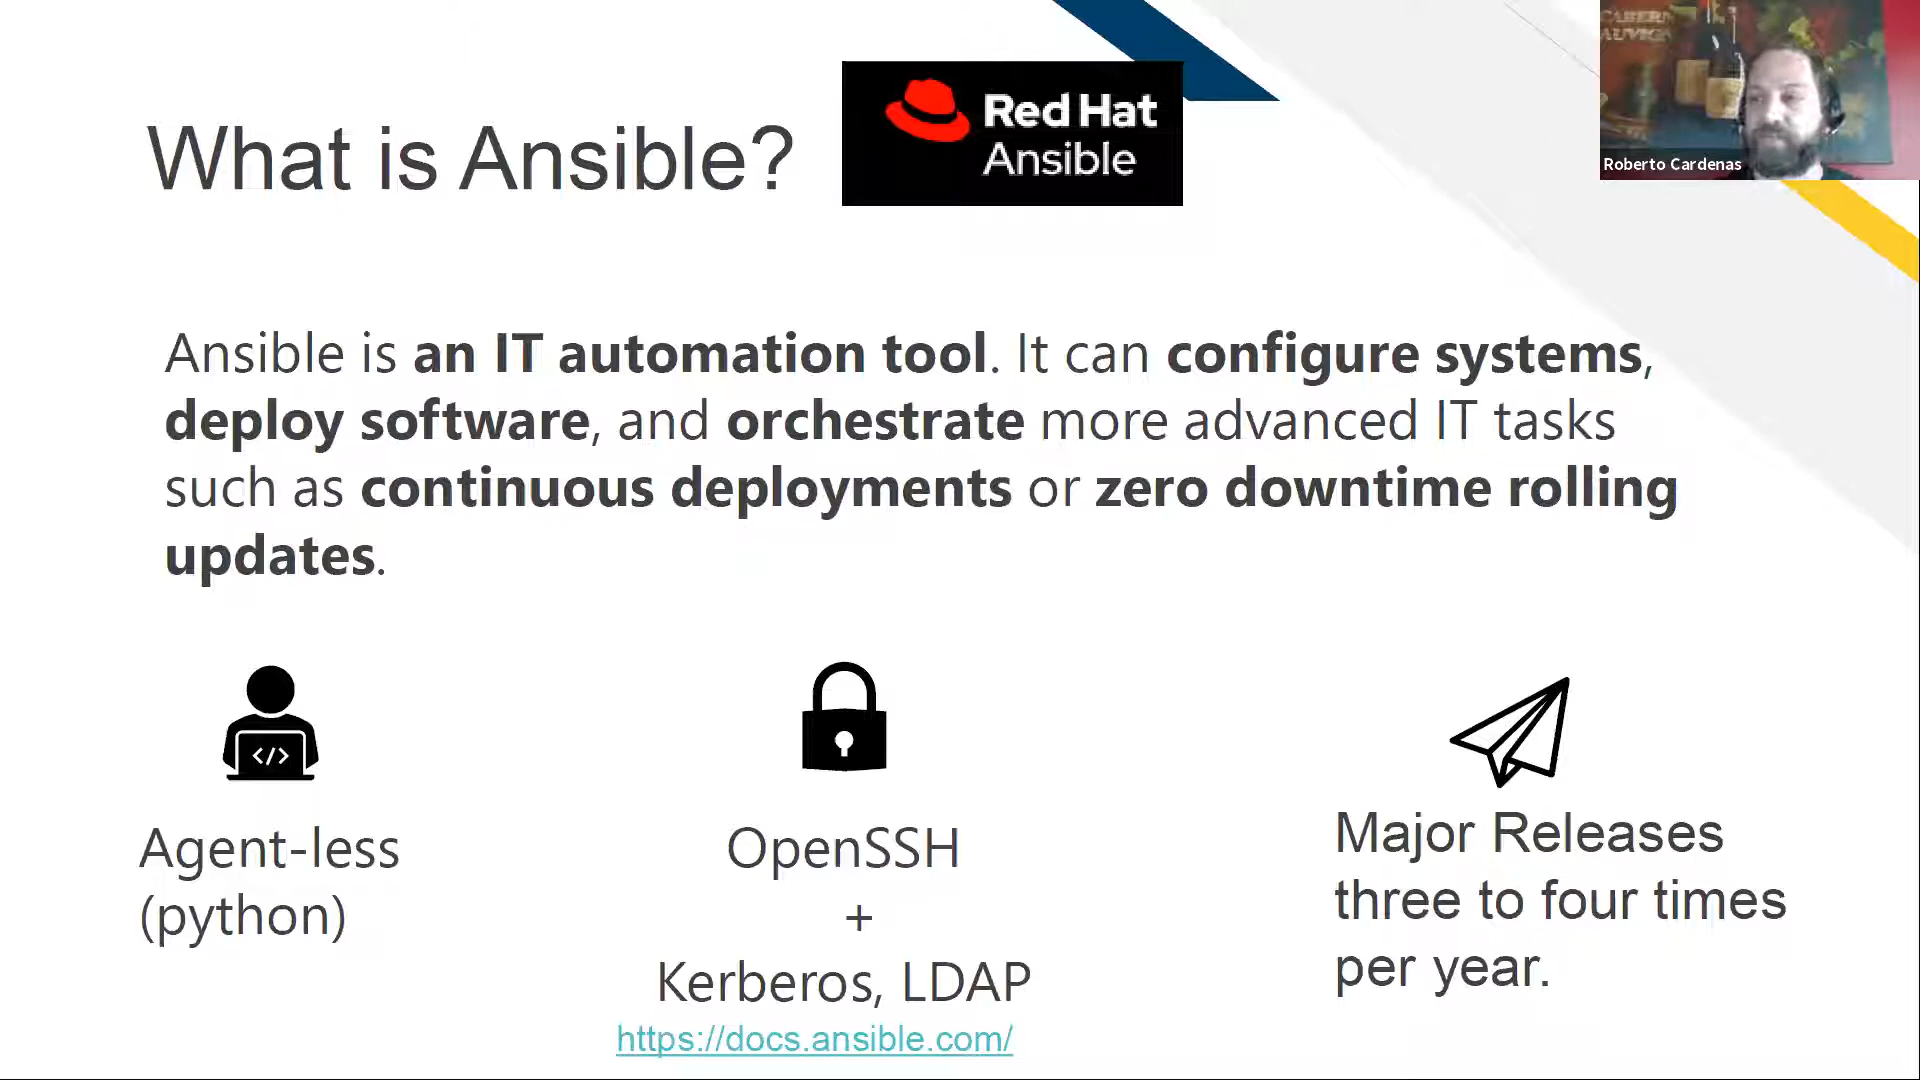 What is Ansible?
Red Hat
Ansible
CABERN
AUVIGN
Roberto Cardenas
Ansible is an IT automation tool. It can configure systems,
deploy software, and orchestrate more advanced IT tasks
such as continuous deployments or zero downtime rolling
updates.
</>
Agent-less
(python)
OpenSSH
+
Kerberos, LDAP
https://docs.ansible.com/
Major Releases
three to four times
per year.